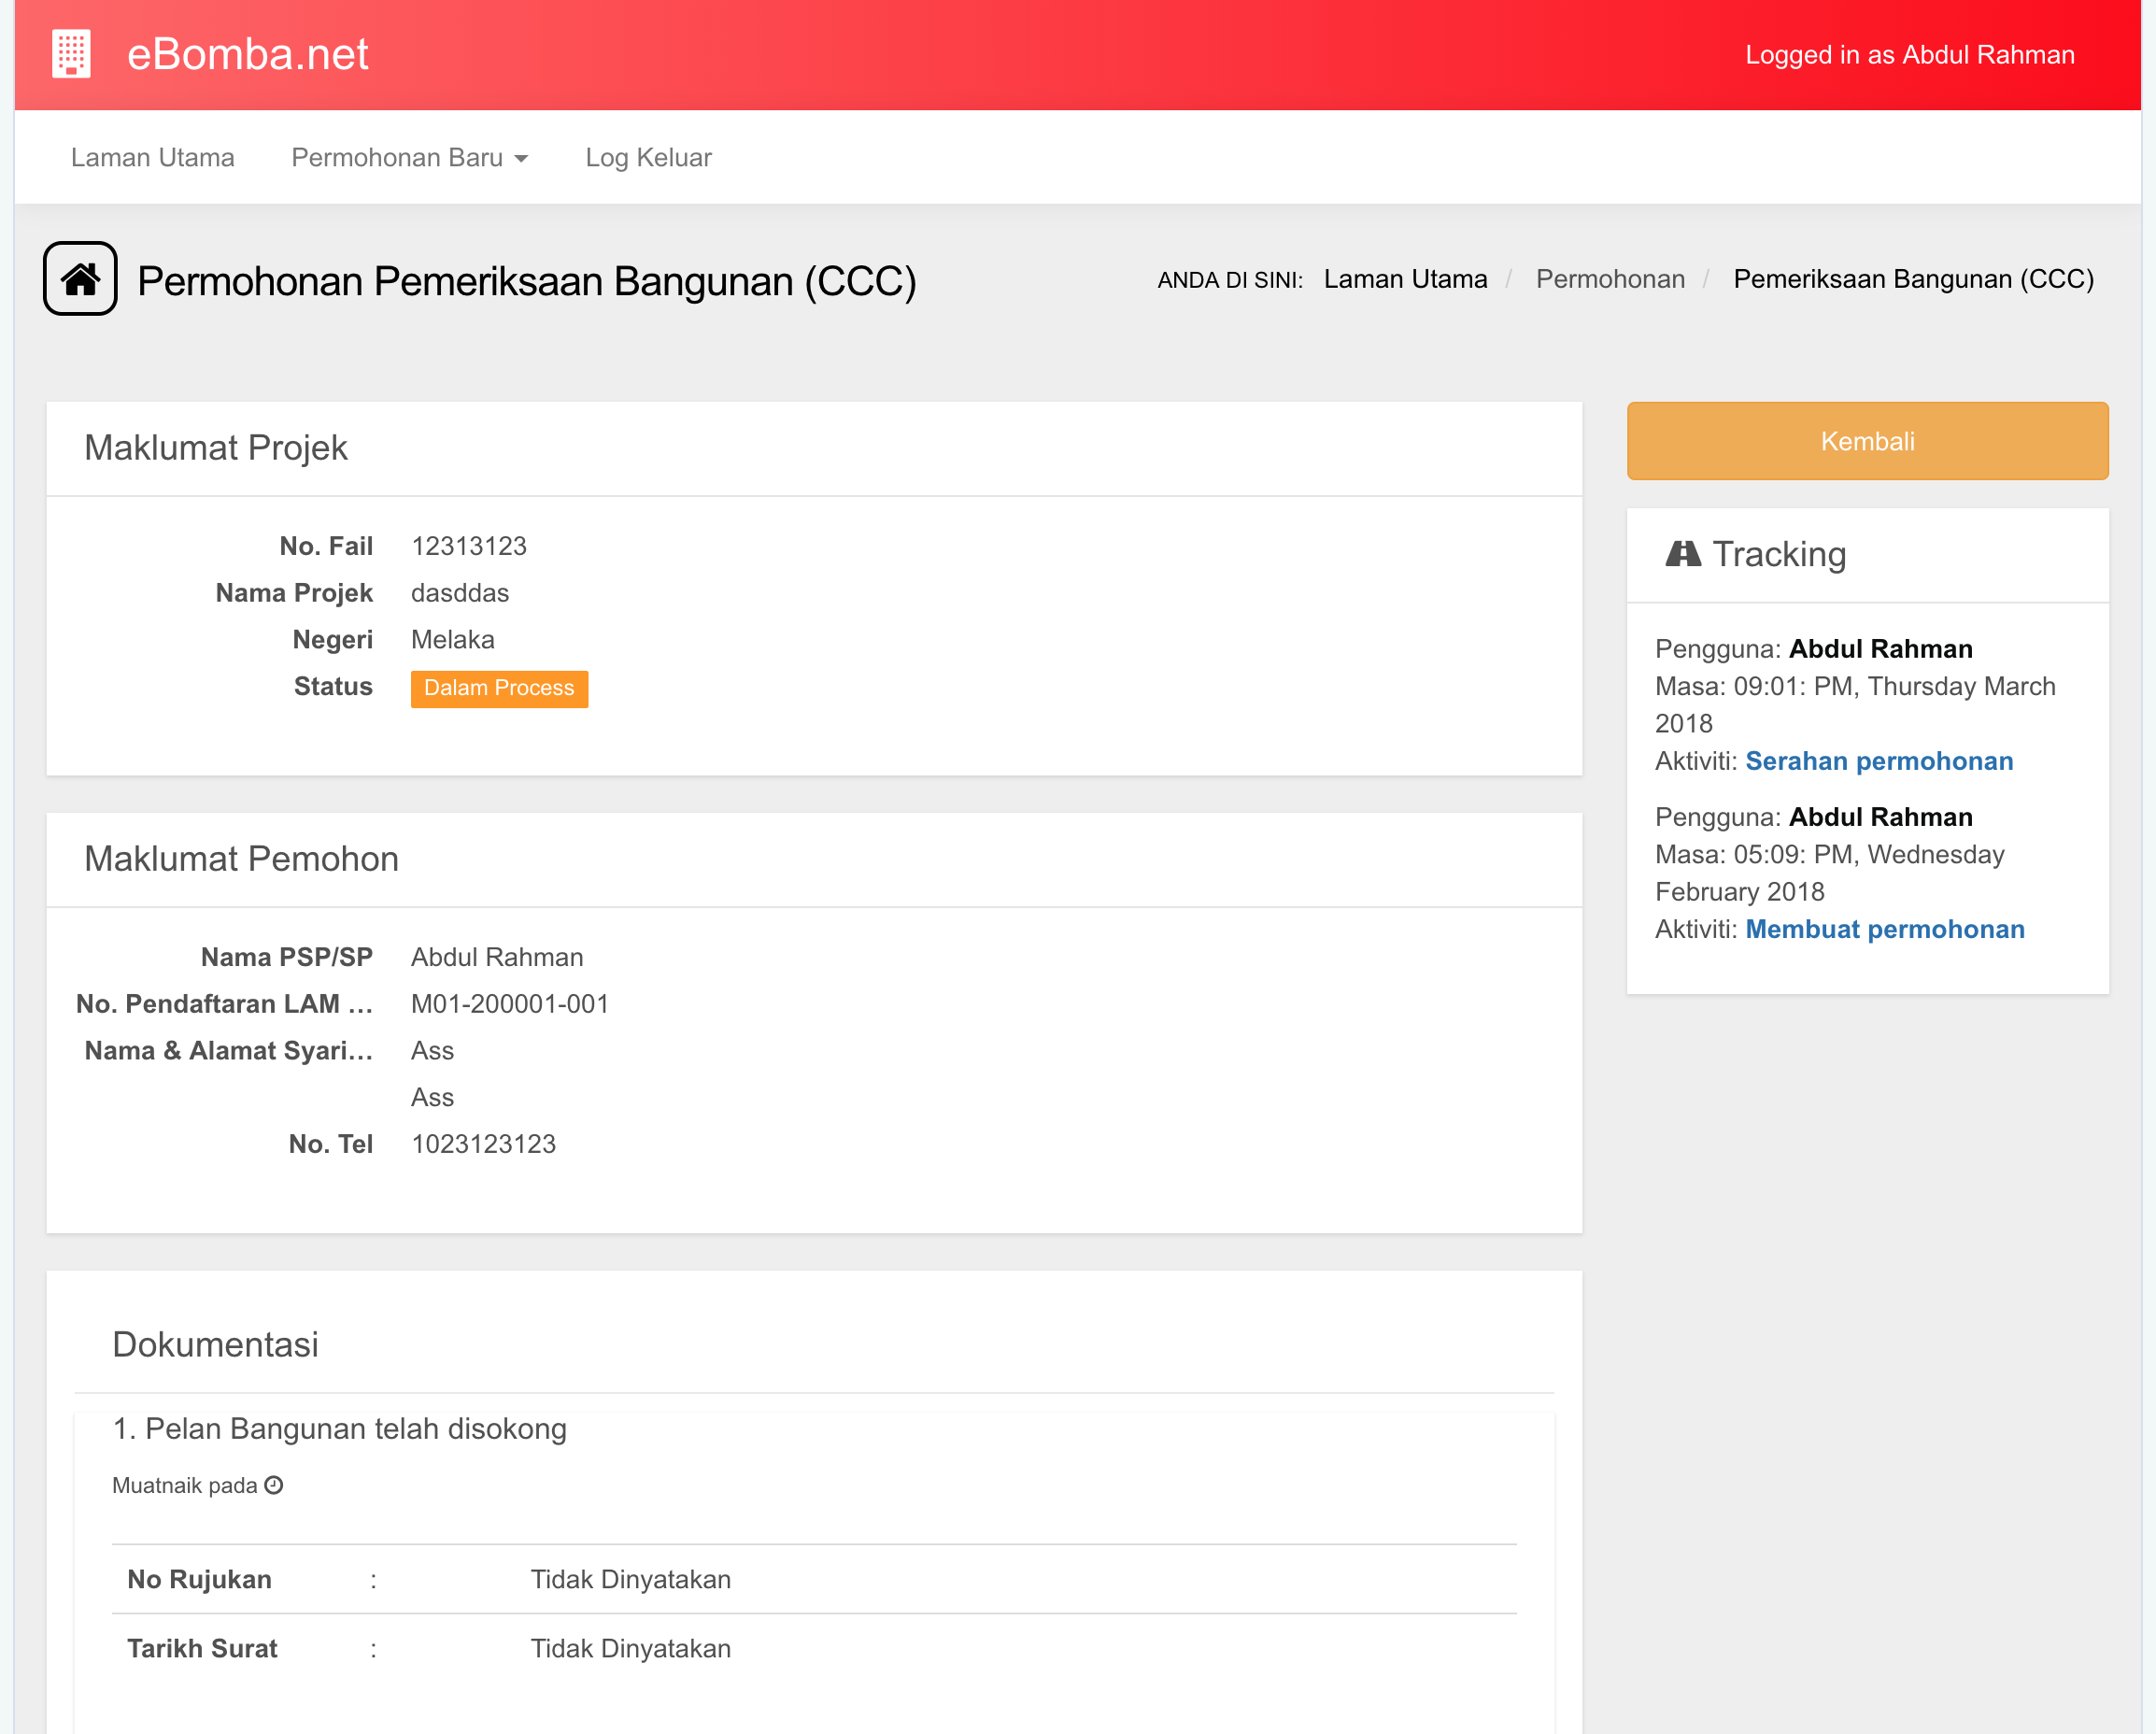 eBomba.net
Logged in as Abdul Rahman
Laman Utama
Permohonan Baru
Log Keluar
Permohonan Pemeriksaan Bangunan (CCC)
ANDA DI SINI: Laman Utama / Permohonan / Pemeriksaan Bangunan (CCC)
Maklumat Projek
No. Fail 12313123
Nama Projek dasddas
Negeri Melaka
Status Dalam Process
Maklumat Pemohon
Nama PSP/SP Abdul Rahman
No. Pendaftaran LAM ... M01-200001-001
Nama & Alamat Syari... Ass
Ass
No. Tel 1023123123
Dokumentasi
1. Pelan Bangunan telah disokong
Muatnaik pada
No Rujukan : Tidak Dinyatakan
Tarikh Surat : Tidak Dinyatakan
Kembali
Tracking
Pengguna: Abdul Rahman
Masa: 09:01: PM, Thursday March
2018
Aktiviti: Serahan permohonan
Pengguna: Abdul Rahman
Masa: 05:09: PM, Wednesday
February 2018
Aktiviti: Membuat permohonan